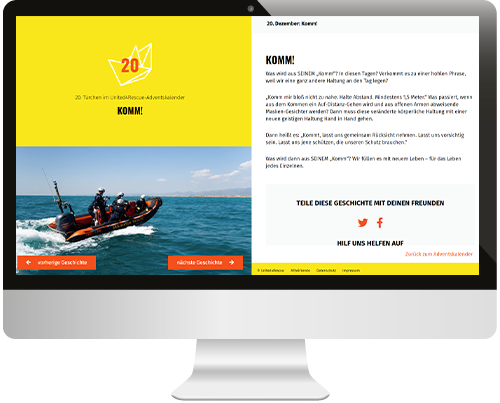 20
20. Türchen im United4Rescue-Adventskalender
KOMM!
vorherige Geschichte
nächste Geschichte
20. Dezember: Komm!
KOMM!
Was wird aus SEINEM „Komm“? In diesen Tagen? Verkommt es zu einer hohlen Phrase,
weil wir eine ganz andere Haltung an den Tag legen?
„Komm mir bloß nicht zu nahe. Halte Abstand. Mindestens 1,5 Meter.“ Was passiert, wenn
aus dem Kommen ein Auf-Distanz-Gehen wird und aus offenen Armen abweisende
Masken-Gesichter werden? Dann muss diese veränderte körperliche Haltung mit einer
neuen geistigen Haltung Hand in Hand gehen.
Dann heißt es: „Kommt, lasst uns gemeinsam Rücksicht nehmen. Lasst uns vorsichtig
sein. Lasst uns jene schützen, die unseren Schutz brauchen.“
Was wird dann aus SEINEM „Komm“? Wir füllen es mit neuem Leben – für das Leben
jedes Einzelnen.
TEILE DIESE GESCHICHTE MIT DEINEN FREUNDEN
HILF UNS HELFEN AUF
Zurück zum Adventskalender
© United4Rescue Mitwirkende Datenschutz Impressum